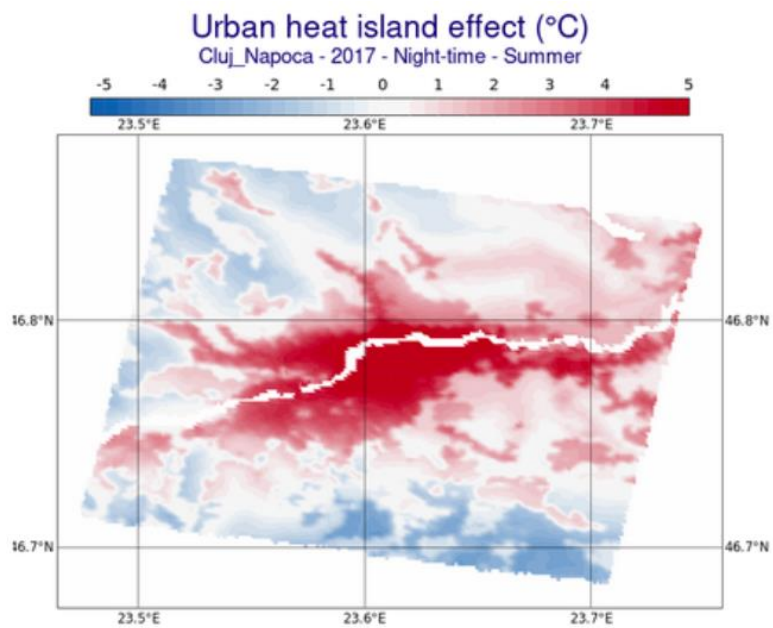 Urban heat island effect (°C)
Cluj_Napoca - 2017 - Night-time - Summer
-5 -4 -3 -2 -1 0 1 2 3 4 5
23.5°E 23.6°E 23.7°E
46.8°N 46.8°N
46.7°N 46.7°N
23.5°E 23.6°E 23.7°E